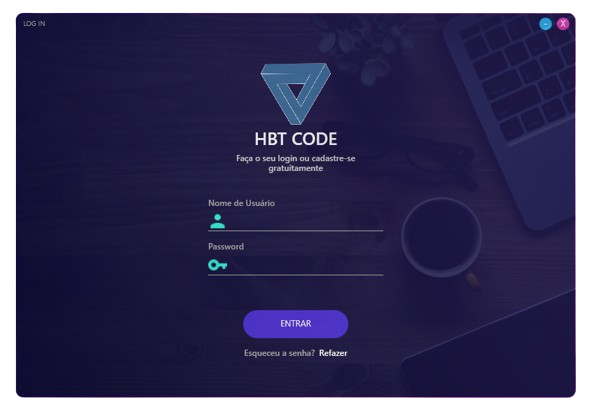 LOG IN
- X
HBT CODE
Faça o seu login ou cadastre-se
gratuitamente
Nome de Usuário
Password
ENTRAR
Esqueceu a senha? Refazer